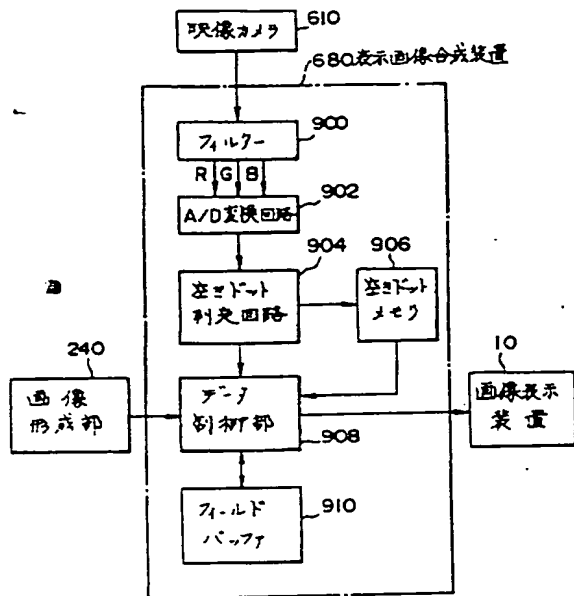 映像カメラ
610
680表示画像合成装置
フィルター
900
R G B
A/D変換回路
902
904
906
空きドット
判定回路
空きドット
メモリ
240
10
画像
形成部
データ
制御部
画像表示
装置
908
フィールド
バッファ
910